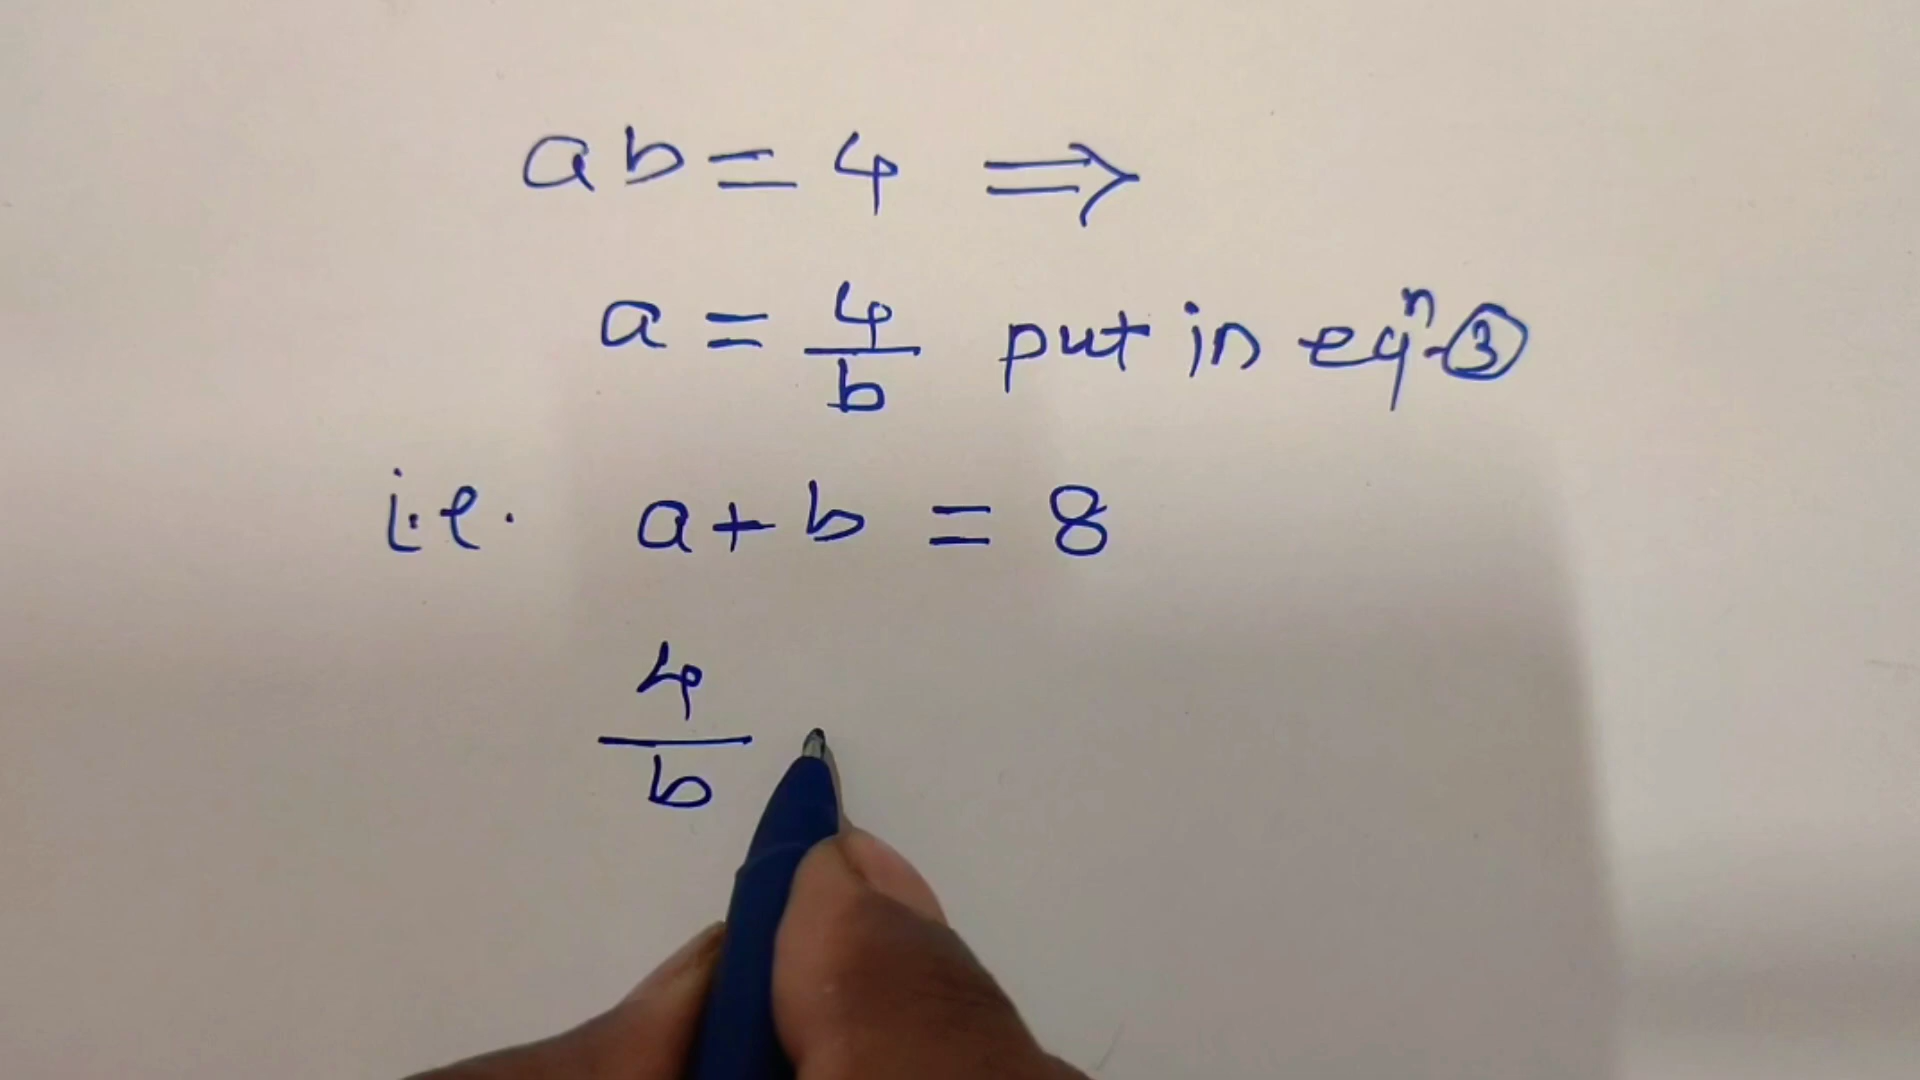 ab = 4 ⇒
a = 4/b put in eqⁿ-③
i.e. a + b = 8
4/b